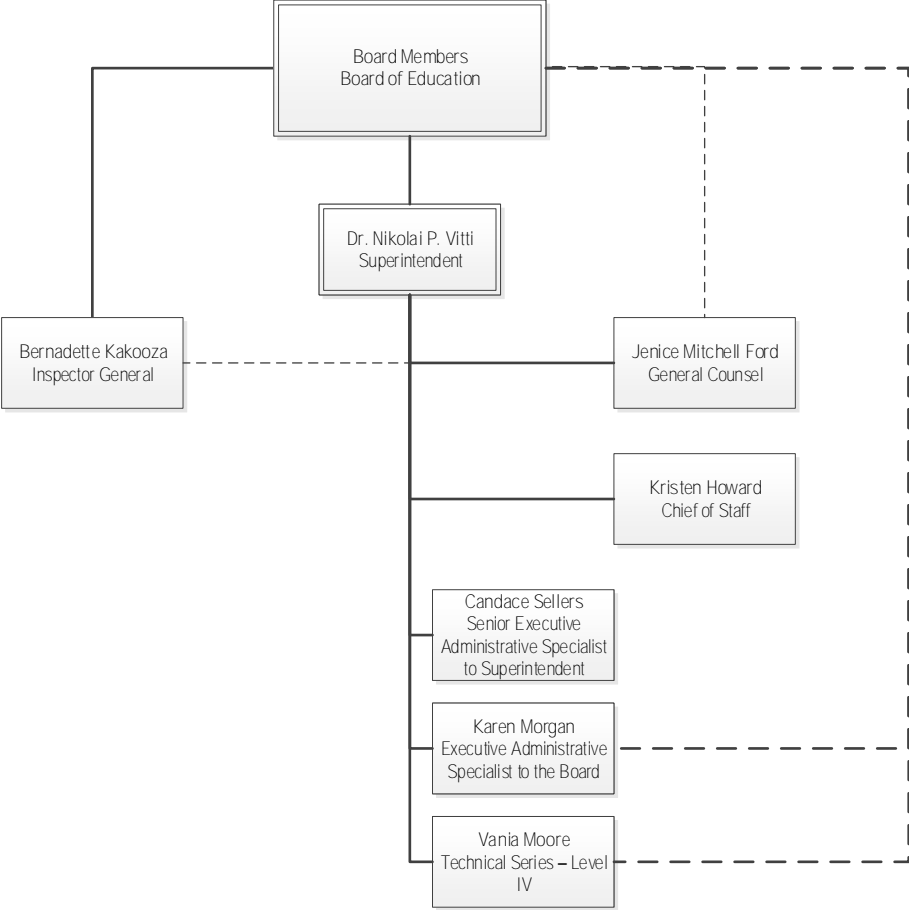 Board Members
Board of Education
Dr. Nikolai P. Vitti
Superintendent
Bernadette Kakooza
Inspector General
Jenice Mitchell Ford
General Counsel
Kristen Howard
Chief of Staff
Candace Sellers
Senior Executive
Administrative Specialist
to Superintendent
Karen Morgan
Executive Administrative
Specialist to the Board
Vania Moore
Technical Series – Level
IV